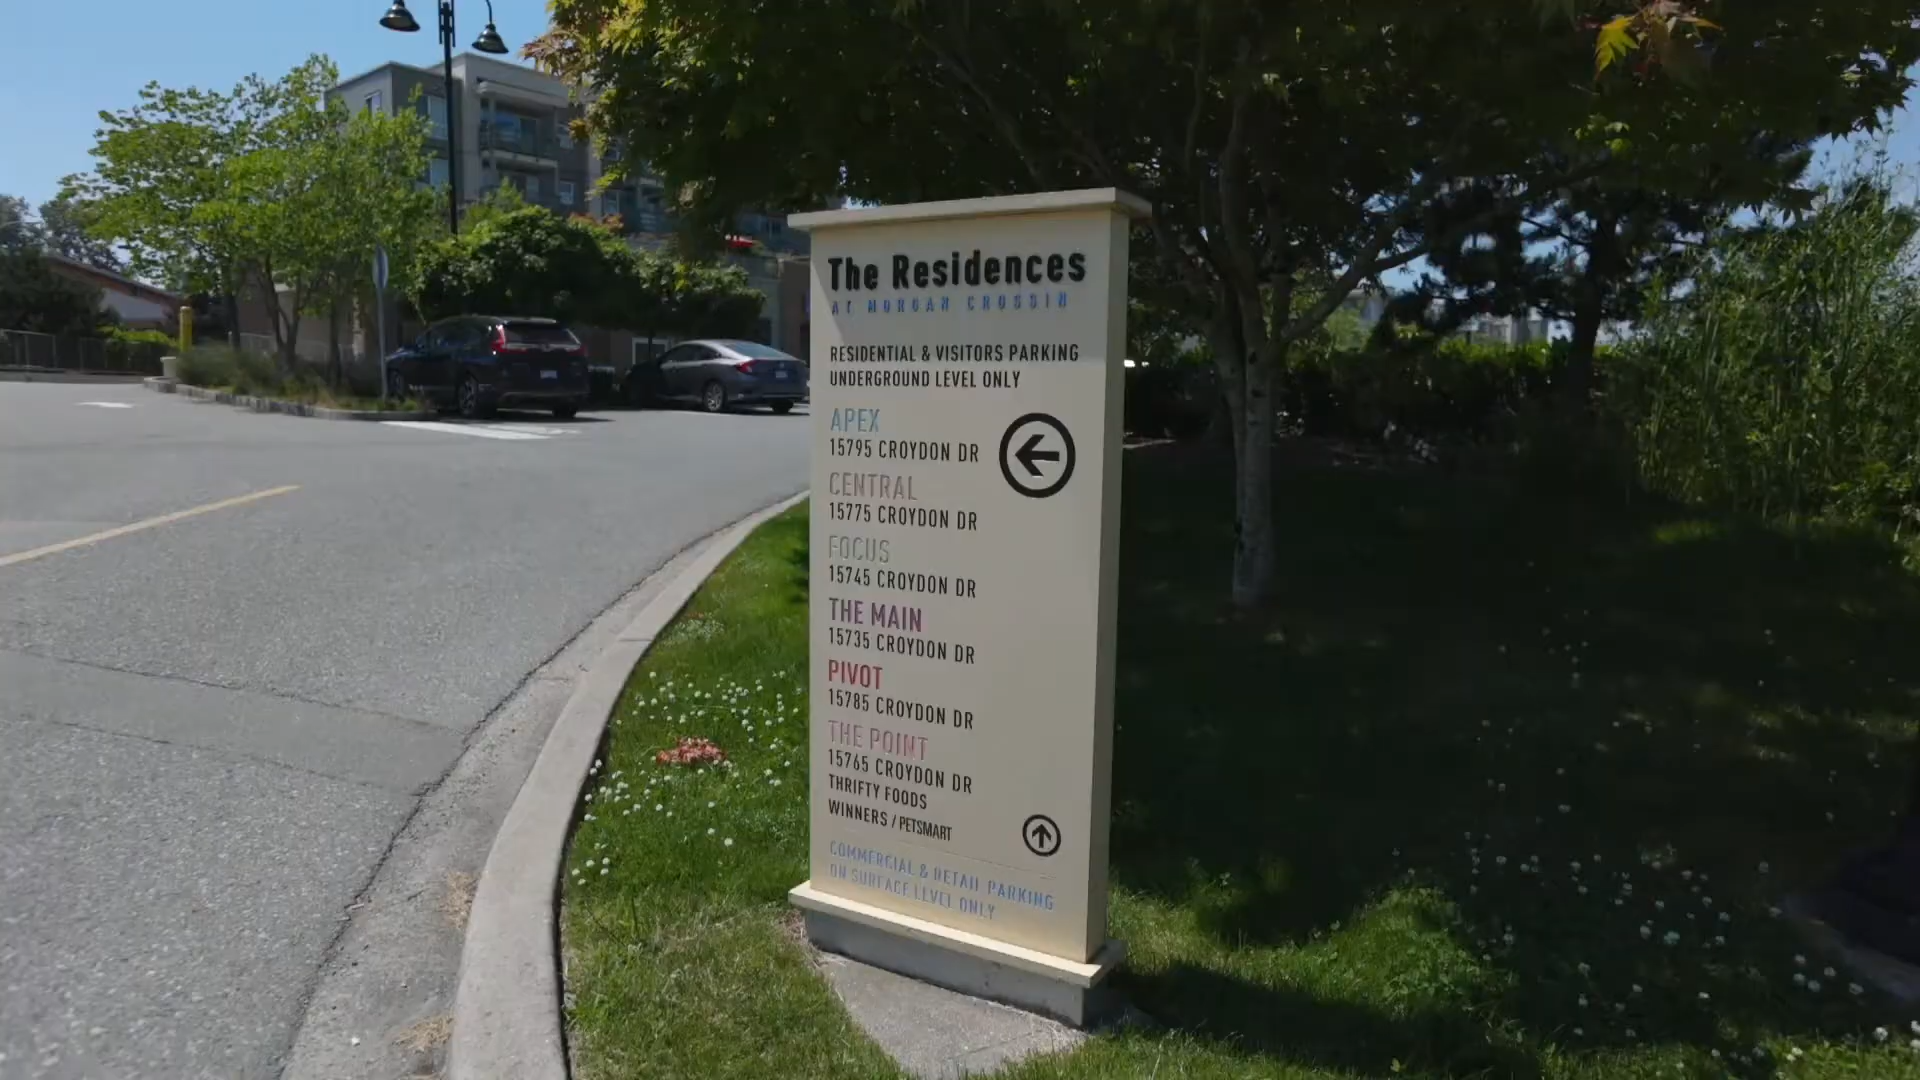 The Residences
AT MORGAN CROSSIN
RESIDENTIAL & VISITORS PARKING
UNDERGROUND LEVEL ONLY
APEX
15795 CROYDON DR
CENTRAL
15775 CROYDON DR
FOCUS
15745 CROYDON DR
THE MAIN
15735 CROYDON DR
PIVOT
15785 CROYDON DR
THE POINT
15765 CROYDON DR
THRIFTY FOODS
WINNERS / PETSMART
COMMERCIAL & RETAIL PARKING
ON SURFACE LEVEL ONLY